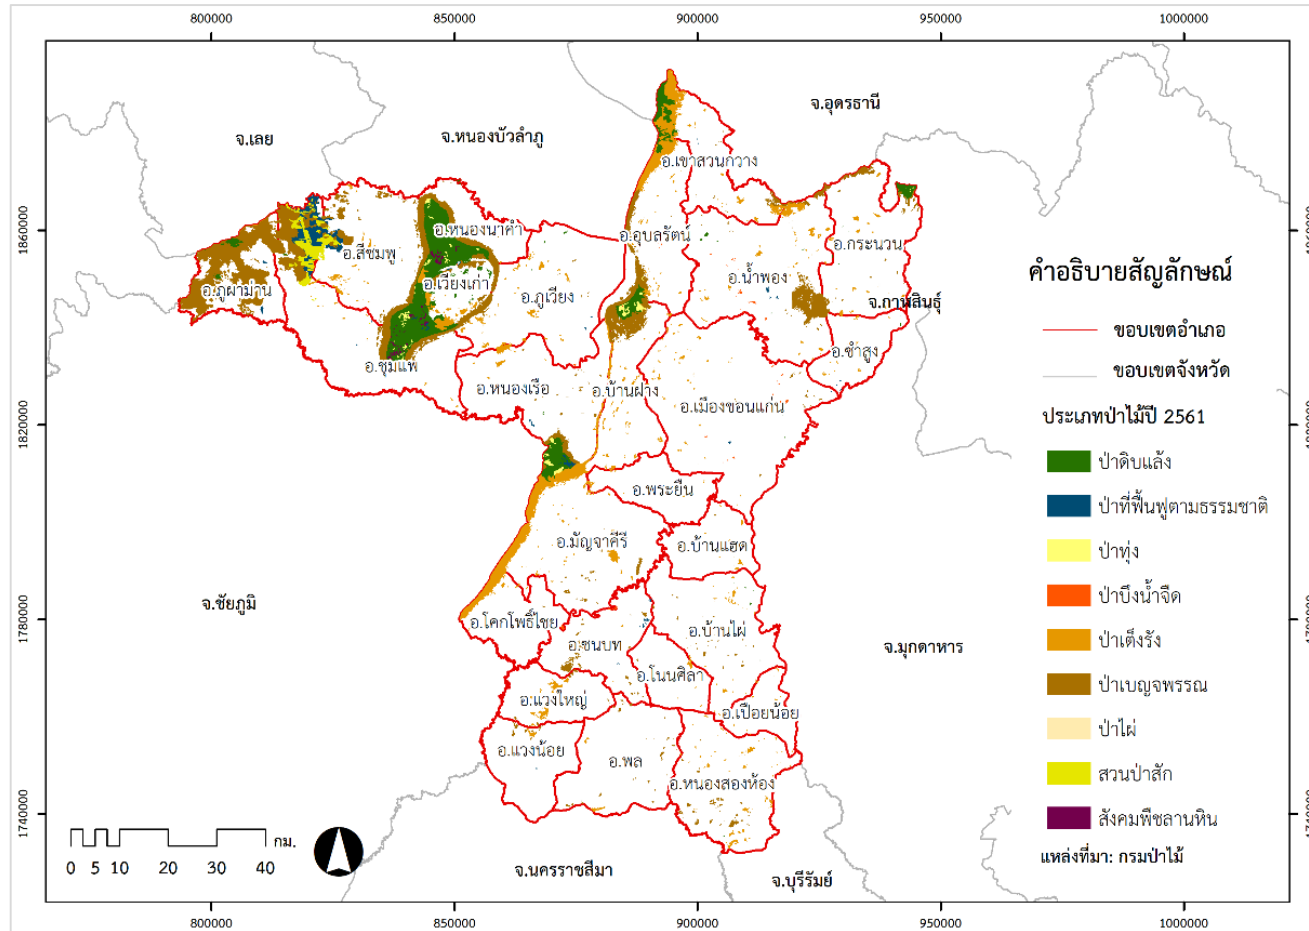 800000 850000 900000 950000 1000000
จ.อุดรธานี
จ.เลย
จ.หนองบัวลำภู
อ.เขาสวนกวาง
1860000
อ.หนองนาคำ
อ.อุบลรัตน์
อ.กระนวน
อ.สีชมพู
อ.เวียงเก่า
อ.ภูเวียง
อ.น้ำพอง
อ.ภูผาม่าน
จ.กาฬสินธุ์
อ.ซำสูง
อ.ชุมแพ
อ.หนองเรือ
อ.บ้านฝาง
อ.เมืองขอนแก่น
1820000
อ.พระยืน
อ.มัญจาคีรี
อ.บ้านแฮด
จ.ชัยภูมิ
1780000
อ.โคกโพธิ์ไชย
อ.ชนบท
อ.บ้านไผ่
จ.มุกดาหาร
อ.โนนศิลา
อ.แวงใหญ่
อ.เปือยน้อย
อ.แวงน้อย
อ.พล
อ.หนองสองห้อง
1740000
กม.
0 5 10 20 30 40
จ.นครราชสีมา
จ.บุรีรัมย์
คำอธิบายสัญลักษณ์
ขอบเขตอำเภอ
ขอบเขตจังหวัด
ประเภทป่าไม้ปี 2561
ป่าดิบแล้ง
ป่าที่ฟื้นฟูตามธรรมชาติ
ป่าทุ่ง
ป่าบึงน้ำจืด
ป่าเต็งรัง
ป่าเบญจพรรณ
ป่าไผ่
สวนป่าสัก
สังคมพืชลานหิน
แหล่งที่มา: กรมป่าไม้
800000 850000 900000 950000 1000000